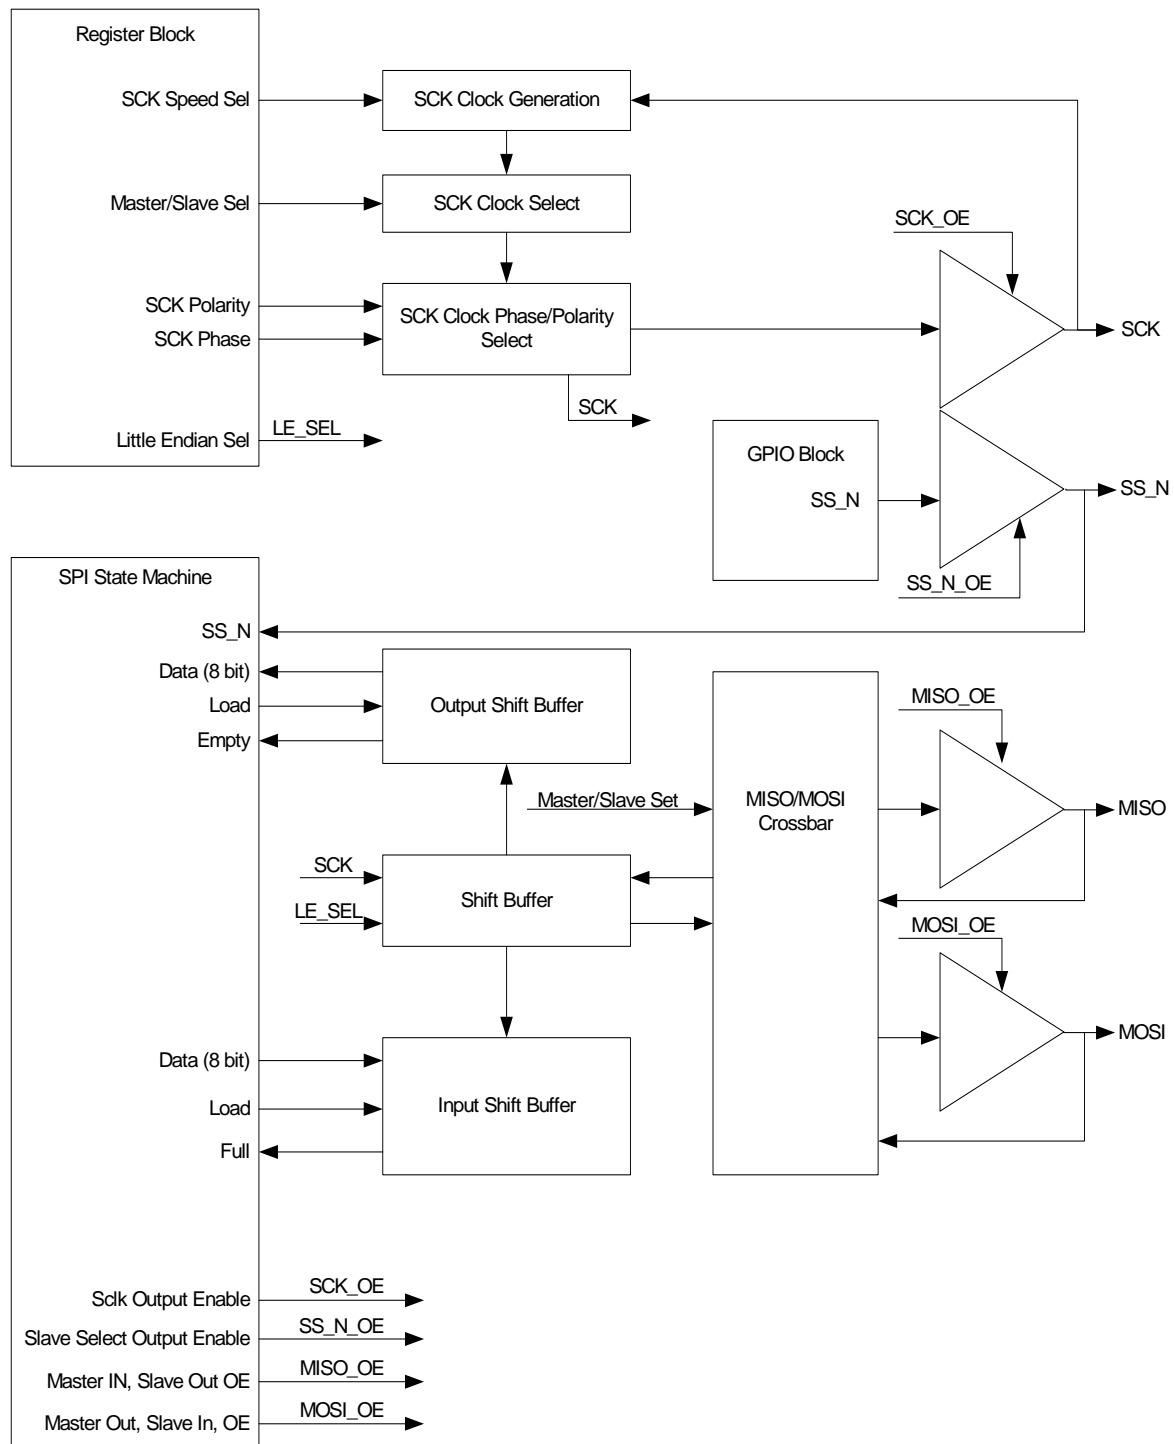 Register Block
SCK Speed Sel
SCK Clock Generation
Master/Slave Sel
SCK Clock Select
SCK_OE
SCK Polarity
SCK Phase
SCK Clock Phase/Polarity
Select
SCK
SCK
Little Endian Sel
LE_SEL
GPIO Block
SS_N
SS_N
SS_N_OE
SPI State Machine
SS_N
Data (8 bit)
Load
Empty
Output Shift Buffer
MISO_OE
Master/Slave Set
MISO/MOSI
Crossbar
MISO
SCK
LE_SEL
Shift Buffer
MOSI_OE
MOSI
Data (8 bit)
Load
Full
Input Shift Buffer
Sclk Output Enable
SCK_OE
Slave Select Output Enable
SS_N_OE
Master IN, Slave Out OE
MISO_OE
Master Out, Slave In, OE
MOSI_OE